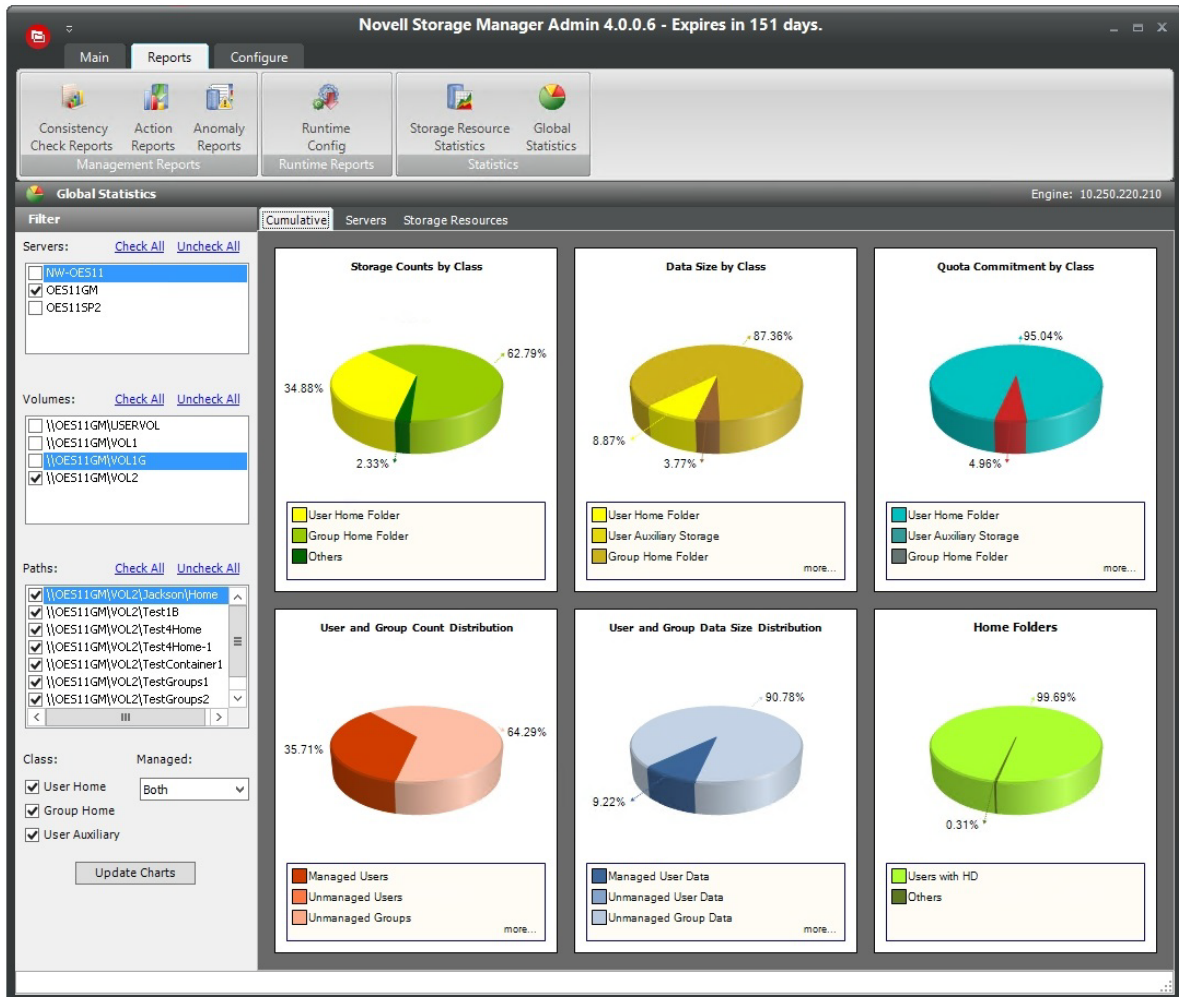 Novell Storage Manager Admin 4.0.0.6 - Expires in 151 days.
Main Reports Configure
Consistency Check Reports
Action Reports
Anomaly Reports
Management Reports
Runtime Config
Runtime Reports
Storage Resource Statistics
Global Statistics
Statistics
Global Statistics
Engine: 10.250.220.210
Filter
Servers: Check All Uncheck All
NW-OES11
OES11GM
OES11SP2
Volumes: Check All Uncheck All
\\OES11GM\USERVOL
\\OES11GM\VOL1
\\OES11GM\VOL1G
\\OES11GM\VOL2
Paths: Check All Uncheck All
\\OES11GM\VOL2\Jackson\Home
\\OES11GM\VOL2\Test1B
\\OES11GM\VOL2\Test4Home
\\OES11GM\VOL2\Test4Home-1
\\OES11GM\VOL2\TestContainer1
\\OES11GM\VOL2\TestGroups1
\\OES11GM\VOL2\TestGroups2
Class: Managed:
User Home
Both
Group Home
User Auxiliary
Update Charts
Cumulative Servers Storage Resources
Storage Counts by Class
62.79%
34.88%
2.33%
User Home Folder
Group Home Folder
Others
Data Size by Class
87.36%
8.87%
3.77%
User Home Folder
User Auxiliary Storage
Group Home Folder
more...
Quota Commitment by Class
95.04%
4.96%
User Home Folder
User Auxiliary Storage
Group Home Folder
more...
User and Group Count Distribution
64.29%
35.71%
Managed Users
Unmanaged Users
Unmanaged Groups
more...
User and Group Data Size Distribution
90.78%
9.22%
Managed User Data
Unmanaged User Data
Unmanaged Group Data
more...
Home Folders
99.69%
0.31%
Users with HD
Others